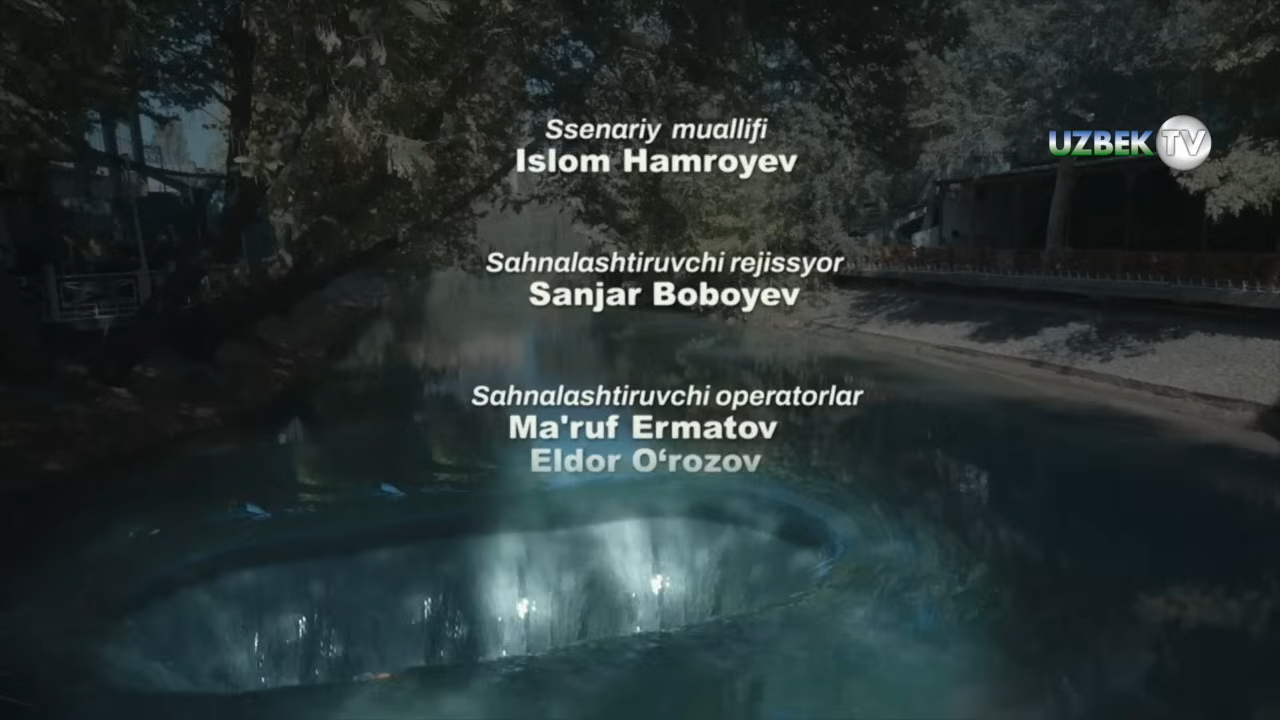 Ssenariy muallifi
Islom Hamroyev
UZBEK TV
Sahnalashtiruvchi rejissyor
Sanjar Boboyev
Sahnalashtiruvchi operatorlar
Ma'ruf Ermatov
Eldor O‘rozov